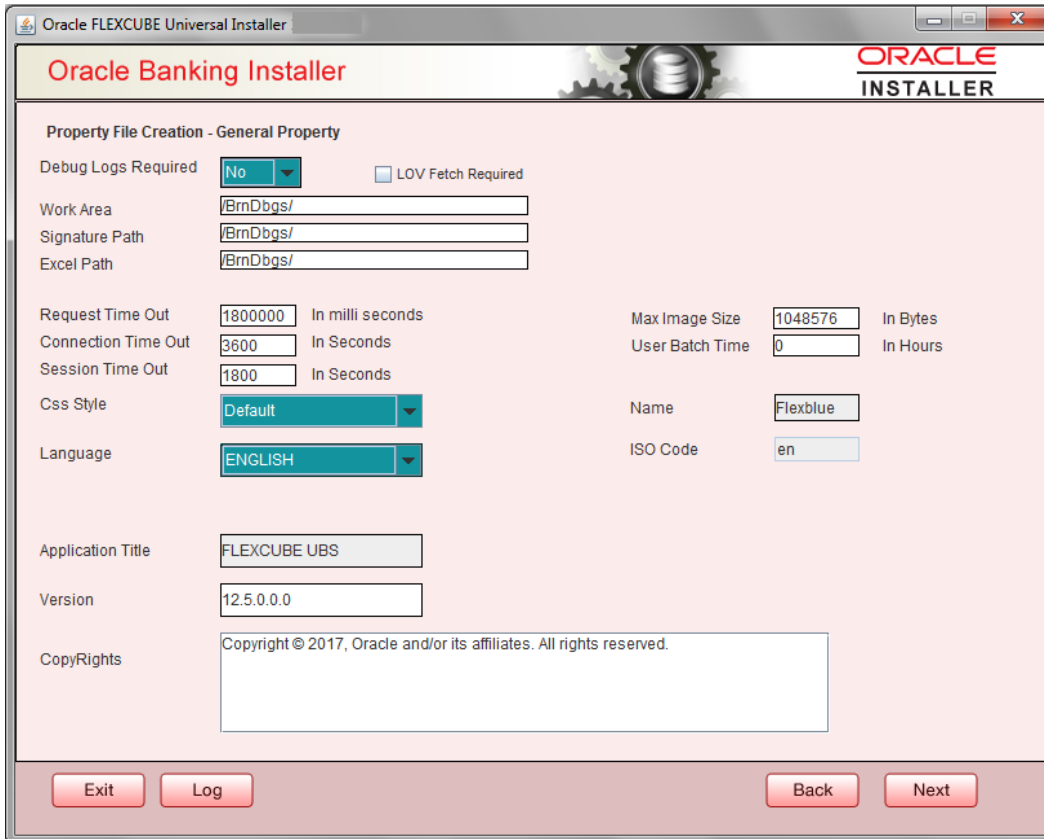 Oracle FLEXCUBE Universal Installer
Oracle Banking Installer
ORACLE
INSTALLER
Property File Creation - General Property
Debug Logs Required No LOV Fetch Required
Work Area /BrnDbgs/
Signature Path /BrnDbgs/
Excel Path /BrnDbgs/
Request Time Out 1800000 In milli seconds Max Image Size 1048576 In Bytes
Connection Time Out 3600 In Seconds User Batch Time 0 In Hours
Session Time Out 1800 In Seconds
Css Style Default Name Flexblue
Language ENGLISH ISO Code en
Application Title FLEXCUBE UBS
Version 12.5.0.0.0
CopyRights Copyright © 2017, Oracle and/or its affiliates. All rights reserved.
Exit Log Back Next